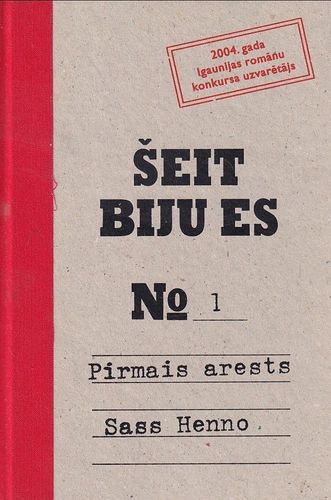 2004. gada
Igaunijas romānu
konkursa uzvarētājs
ŠEIT
BIJU ES
No 1
Pirmais arests
Sass Henno